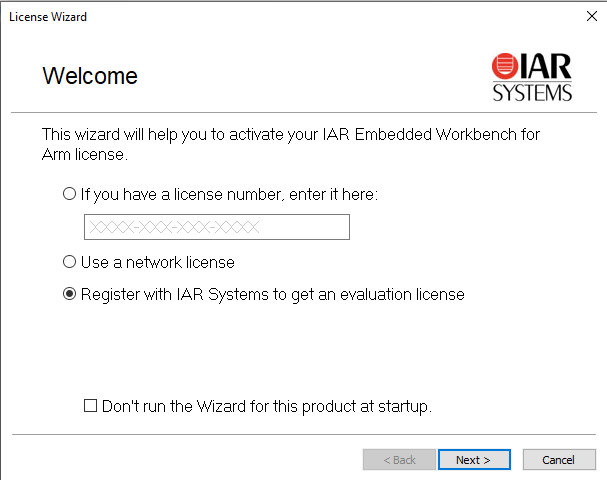 License Wizard
Welcome
IAR
SYSTEMS
This wizard will help you to activate your IAR Embedded Workbench for
Arm license.
If you have a license number, enter it here:
XXXX-XXX-XXX-XXXX
Use a network license
Register with IAR Systems to get an evaluation license
Don't run the Wizard for this product at startup.
< Back Next > Cancel